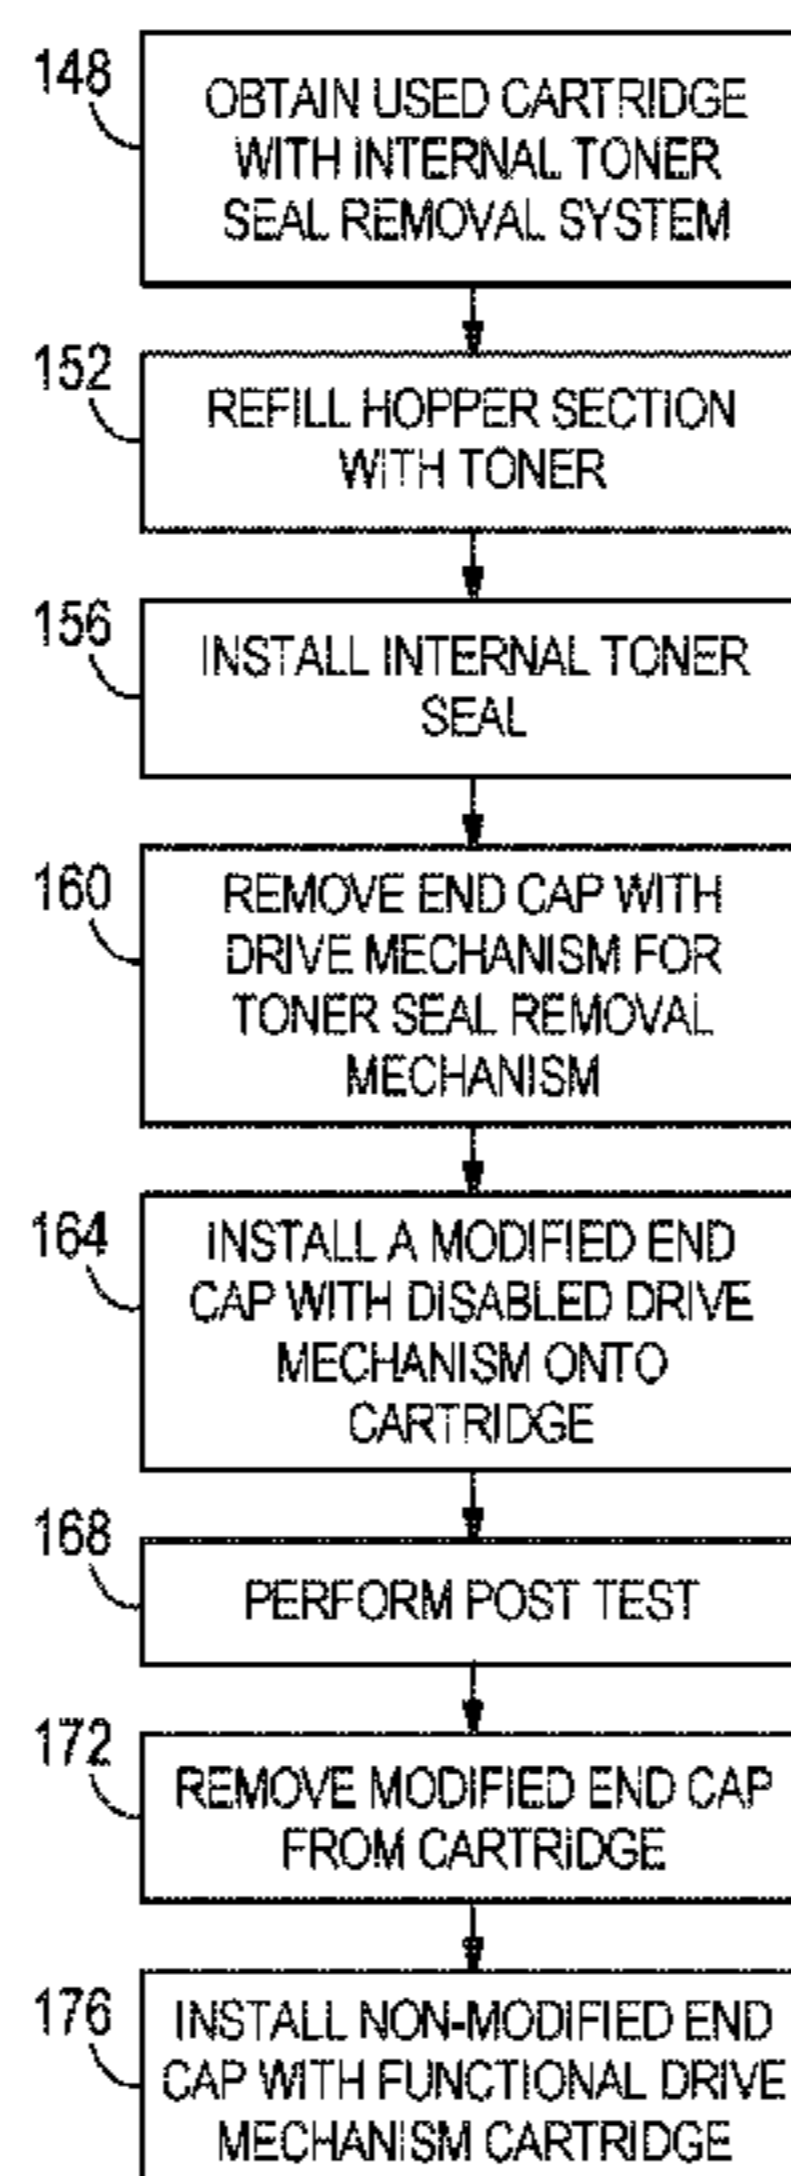 148
OBTAIN USED CARTRIDGE
WITH INTERNAL TONER
SEAL REMOVAL SYSTEM
152
REFILL HOPPER SECTION
WITH TONER
156
INSTALL INTERNAL TONER
SEAL
160
REMOVE END CAP WITH
DRIVE MECHANISM FOR
TONER SEAL REMOVAL
MECHANISM
164
INSTALL A MODIFIED END
CAP WITH DISABLED DRIVE
MECHANISM ONTO
CARTRIDGE
168
PERFORM POST TEST
172
REMOVE MODIFIED END CAP
FROM CARTRIDGE
176
INSTALL NON-MODIFIED END
CAP WITH FUNCTIONAL DRIVE
MECHANISM CARTRIDGE